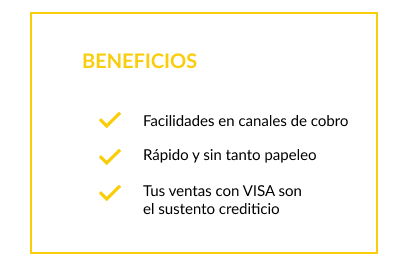 BENEFICIOS
Facilidades en canales de cobro
Rápido y sin tanto papeleo
Tus ventas con VISA son
el sustento crediticio